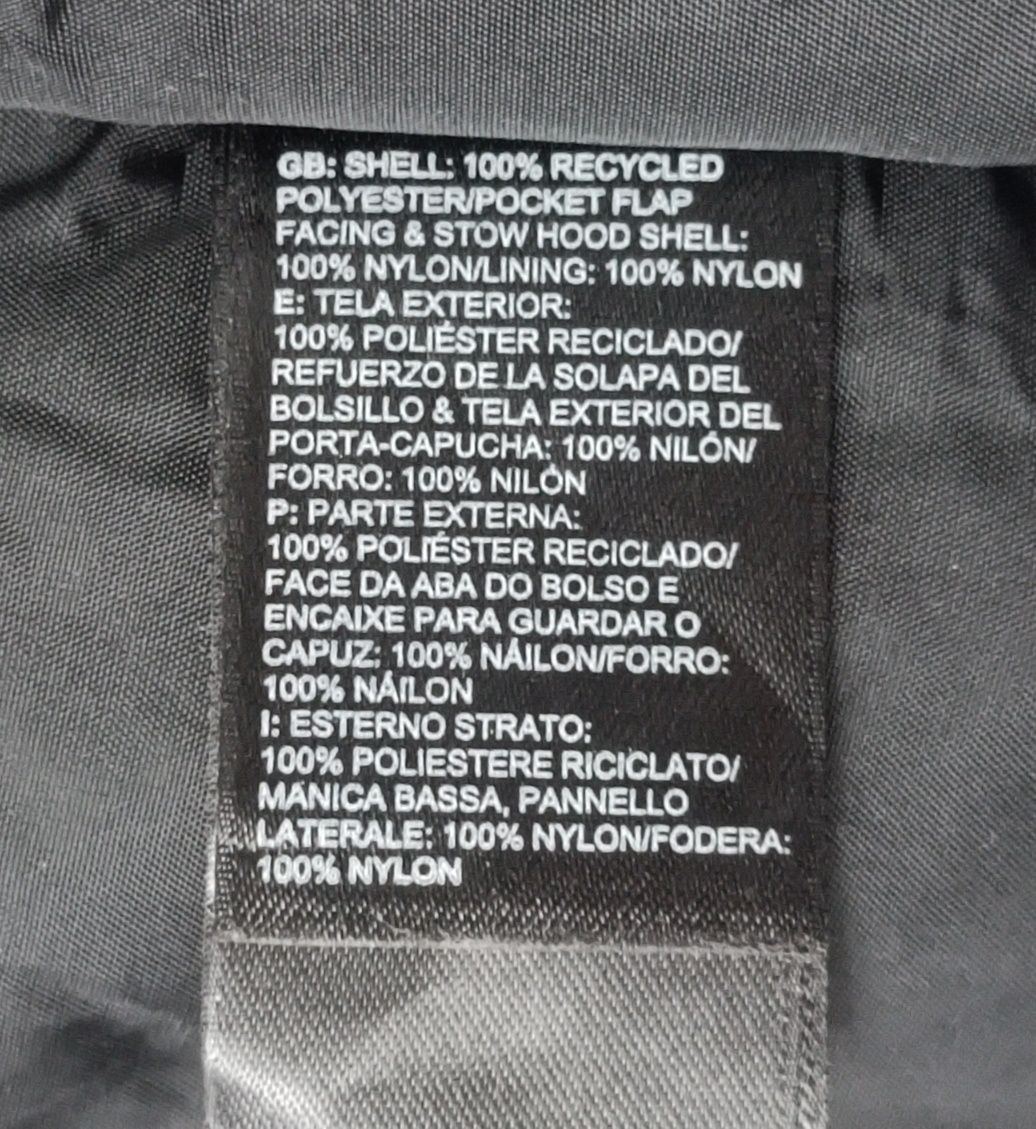 GB: SHELL: 100% RECYCLED
POLYESTER/POCKET FLAP
FACING & STOW HOOD SHELL:
100% NYLON/LINING: 100% NYLON
E: TELA EXTERIOR:
100% POLIÉSTER RECICLADO/
REFUERZO DE LA SOLAPA DEL
BOLSILLO & TELA EXTERIOR DEL
PORTA-CAPUCHA: 100% NILÓN/
FORRO: 100% NILÓN
P: PARTE EXTERNA:
100% POLIÉSTER RECICLADO/
FACE DA ABA DO BOLSO E
ENCAIXE PARA GUARDAR O
CAPUZ: 100% NÁILON/FORRO:
100% NÁILON
I: ESTERNO STRATO:
100% POLIESTERE RICICLATO/
MANICA BASSA, PANNELLO
LATERALE: 100% NYLON/FODERA:
100% NYLON